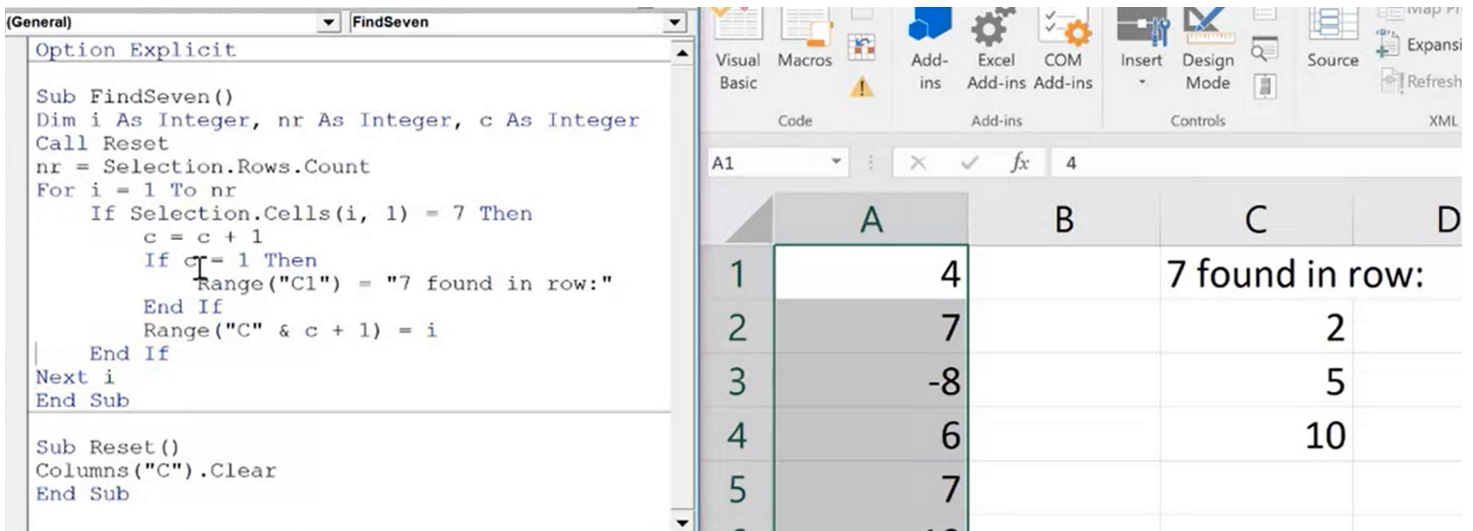 (General)
FindSeven
Option Explicit
Sub FindSeven()
Dim i As Integer, nr As Integer, c As Integer
Call Reset
nr = Selection.Rows.Count
For i = 1 To nr
If Selection.Cells(i, 1) = 7 Then
c = c + 1
If c = 1 Then
Range("C1") = "7 found in row:"
End If
Range("C" & c + 1) = i
End If
Next i
End Sub
Sub Reset()
Columns("C").Clear
End Sub
Visual Basic
Macros
Add-ins
Excel Add-ins
COM Add-ins
Insert
Design Mode
Source
Map Pr
Expansi
Refresh
Code
Add-ins
Controls
XML
A1
fx
4
A B C D
1 4 7 found in row:
2 7 2
3 -8 5
4 6 10
5 7